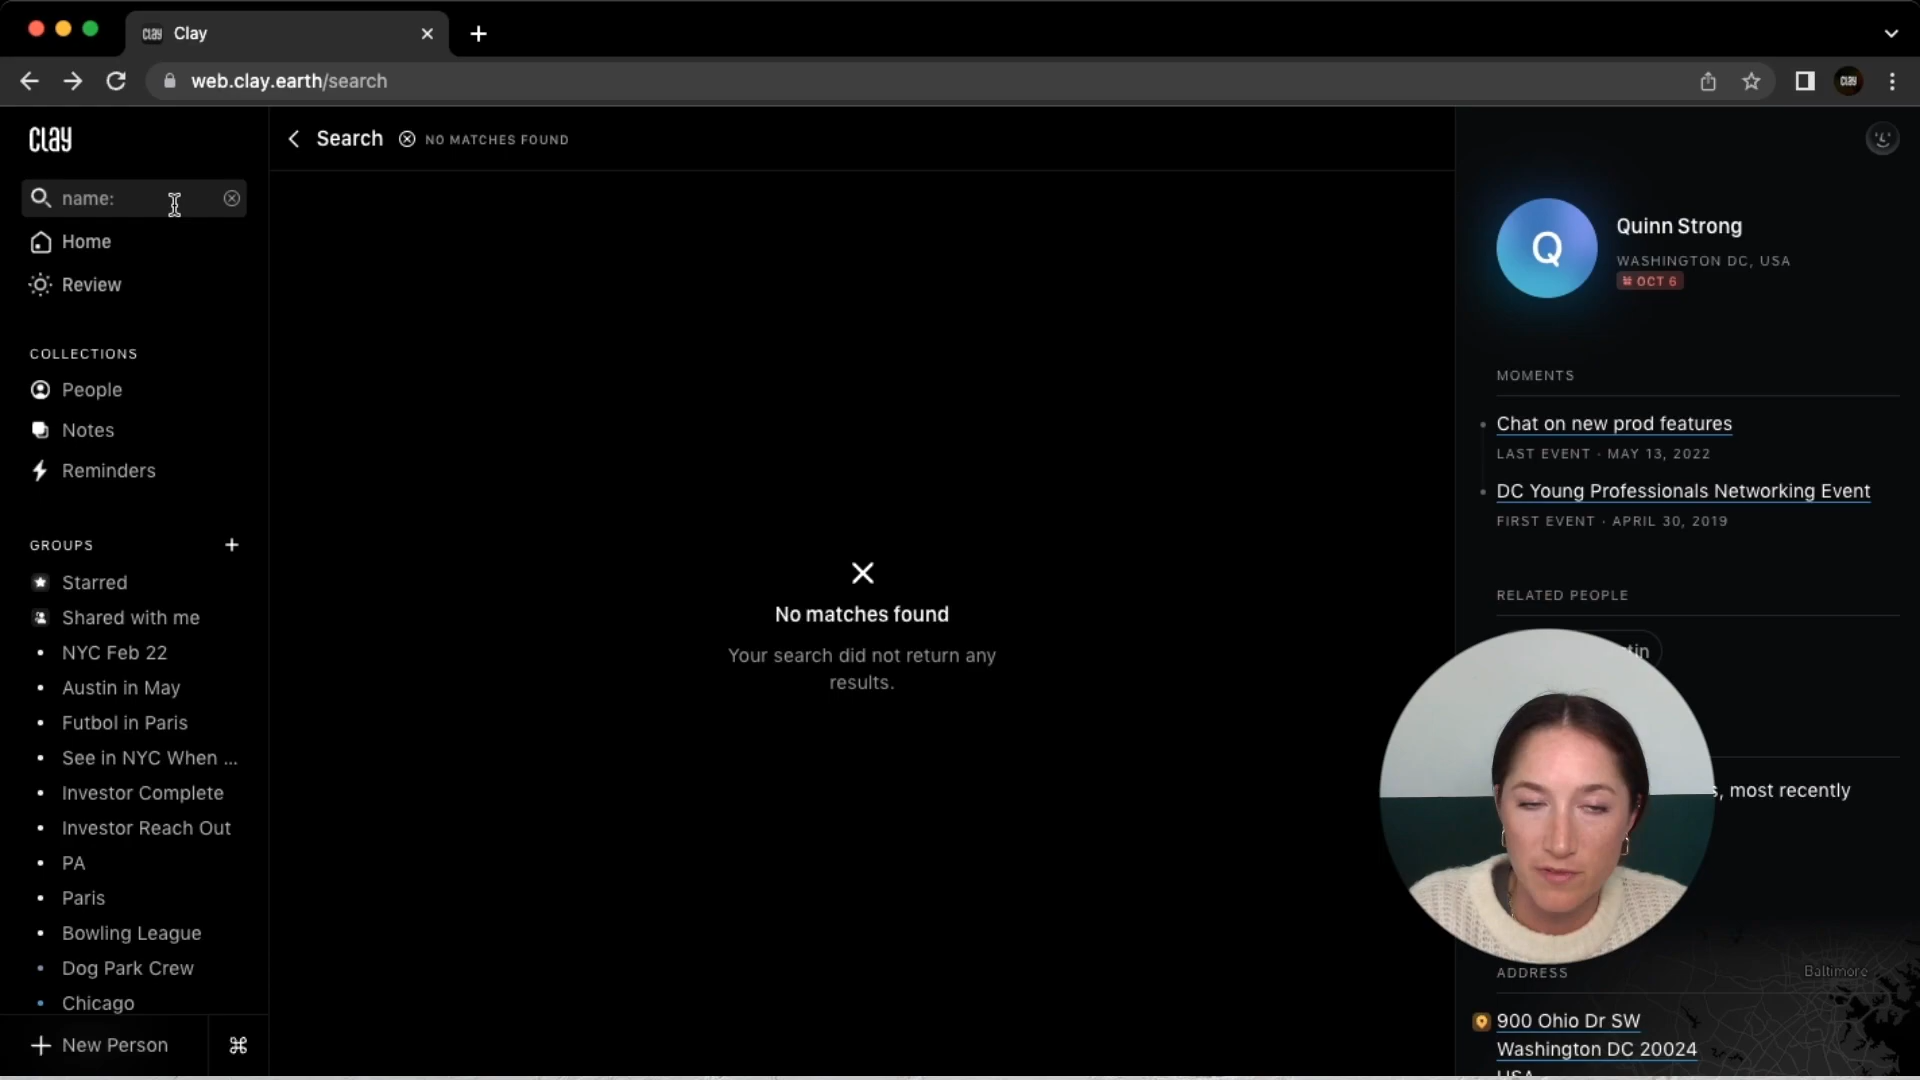 CLAY Clay
web.clay.earth/search
CLAY
CLAY
Search NO MATCHES FOUND
name:
Home
Review
COLLECTIONS
People
Notes
Reminders
GROUPS
Starred
Shared with me
NYC Feb 22
Austin in May
Futbol in Paris
See in NYC When ...
Investor Complete
Investor Reach Out
PA
Paris
Bowling League
Dog Park Crew
Chicago
New Person
No matches found
Your search did not return any
results.
Q
Quinn Strong
WASHINGTON DC, USA
OCT 6
MOMENTS
Chat on new prod features
LAST EVENT · MAY 13, 2022
DC Young Professionals Networking Event
FIRST EVENT · APRIL 30, 2019
RELATED PEOPLE
, most recently
ADDRESS
Baltimore
900 Ohio Dr SW
Washington DC 20024
USA